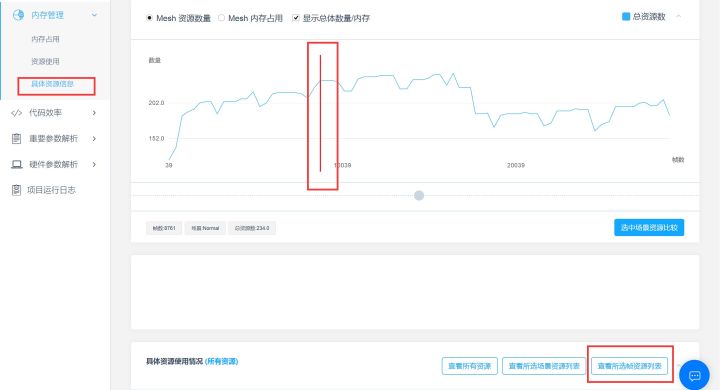 内存管理
内存占用
资源使用
具体资源信息
代码效率
重要参数解析
硬件参数解析
项目运行日志
Mesh 资源数量 Mesh 内存占用 显示总体数量/内存
总资源数
数量
202.0
152.0
39 10039 20039 帧数
帧数:8761 场景:Normal 总资源数:234.0
选中场景资源比较
具体资源使用情况 (所有资源)
查看所有资源 查看所选场景资源列表 查看所选帧资源列表